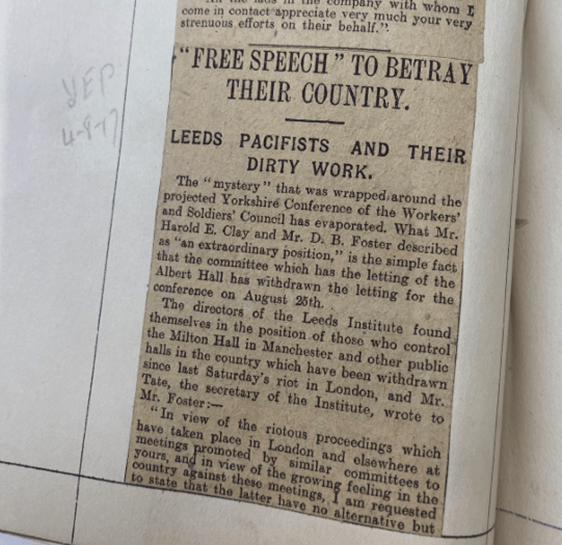 All the lads in the company with whom I
come in contact appreciate very much your very
strenuous efforts on their behalf."
"FREE SPEECH" TO BETRAY
THEIR COUNTRY.
LEEDS PACIFISTS AND THEIR
DIRTY WORK.
The "mystery" that was wrapped around the
projected Yorkshire Conference of the Workers'
and Soldiers' Council has evaporated. What Mr.
Harold E. Clay and Mr. D. B. Foster described
as "an extraordinary position," is the simple fact
that the committee which has the letting of the
Albert Hall has withdrawn the letting for the
conference on August 25th.
The directors of the Leeds Institute found
themselves in the position of those who control
the Milton Hall in Manchester and other public
halls in the country which have been withdrawn
since last Saturday's riot in London, and Mr.
Tate, the secretary of the Institute, wrote to
Mr. Foster:—
"In view of the riotous proceedings which
have taken place in London and elsewhere at
meetings promoted by similar committees to
yours, and in view of the growing feeling in the
country against these meetings, I am requested
to state that the latter have no alternative but
YEP
4-8-17